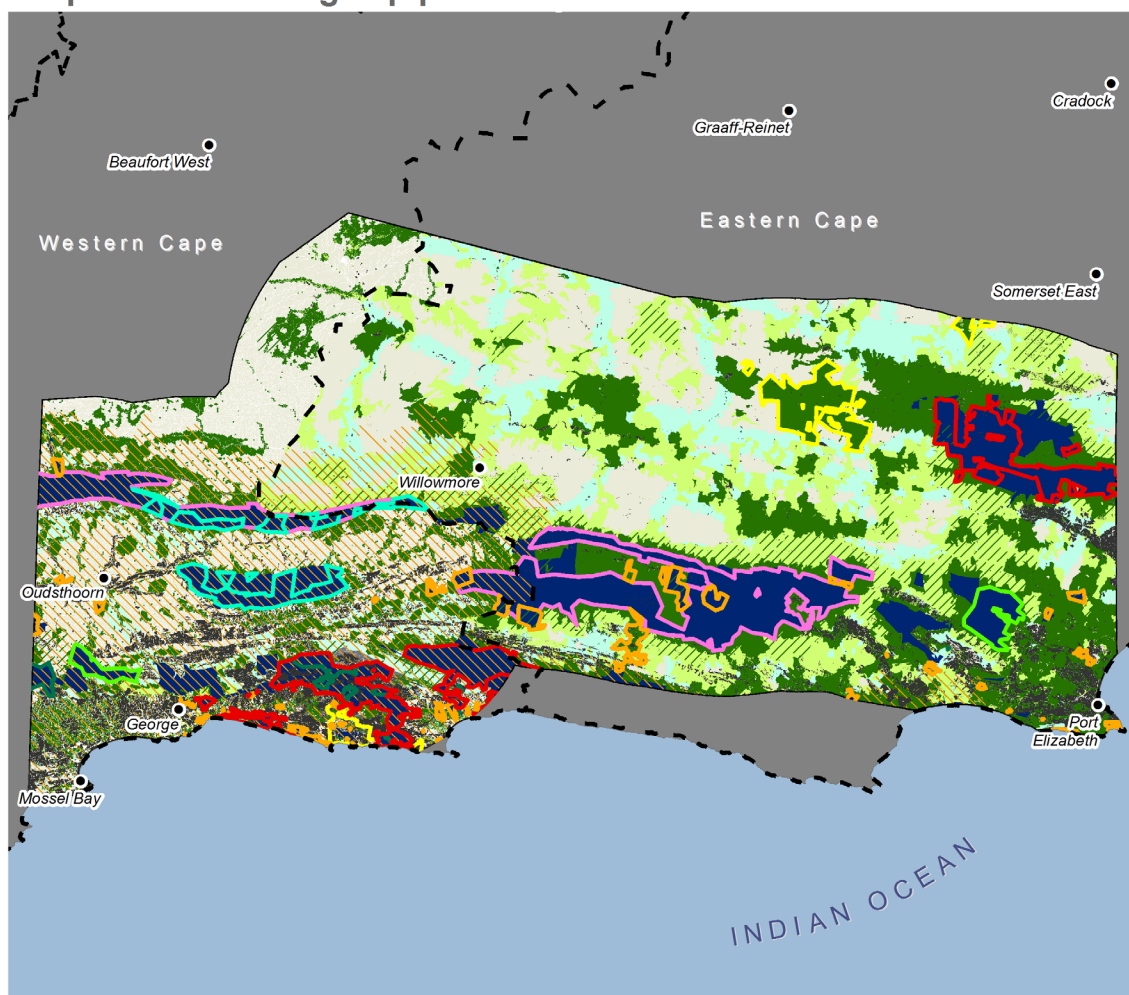 Cradock
Graaff-Reinet
Beaufort West
Eastern Cape
Western Cape
Somerset East
Willowmore
Oudsthoorn
George
Port
Elizabeth
Mossel Bay
INDIAN OCEAN